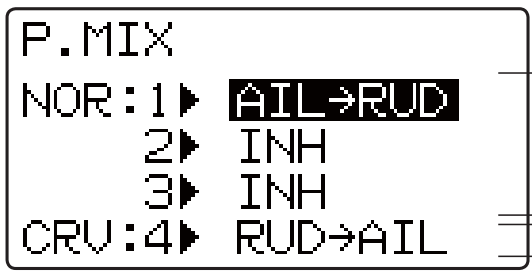 P.MIX
NOR:1▶ AIL→RUD
2▶ INH
3▶ INH
CRV:4▶ RUD→AIL